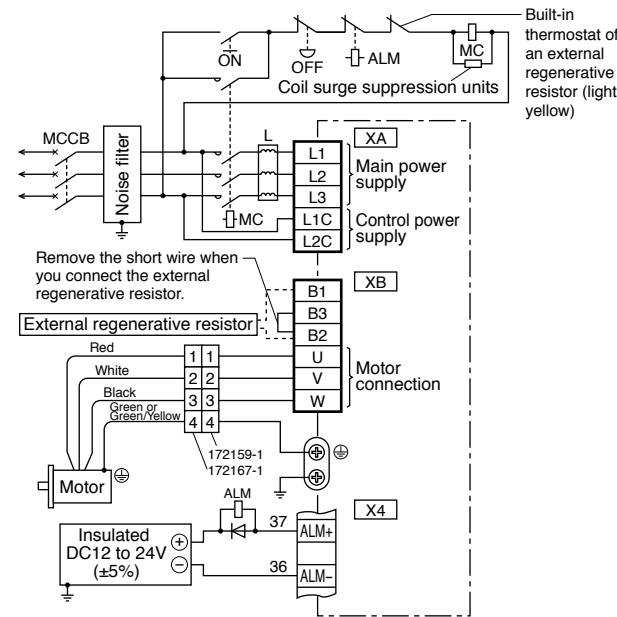 Built-in
thermostat of
an external
regenerative
resistor (light
yellow)
ON
OFF
ALM
MC
Coil surge suppression units
MCCB
Noise filter
L
MC
XA
L1
L2
L3
L1C
L2C
Main power
supply
Control power
supply
Remove the short wire when
you connect the external
regenerative resistor.
External regenerative resistor
XB
B1
B3
B2
U
V
W
Motor
connection
Red
White
Black
Green or
Green/Yellow
1 1
2 2
3 3
4 4
172159-1
172167-1
Motor
ALM
X4
Insulated
DC12 to 24V
(±5%)
+
−
37
ALM+
36
ALM−